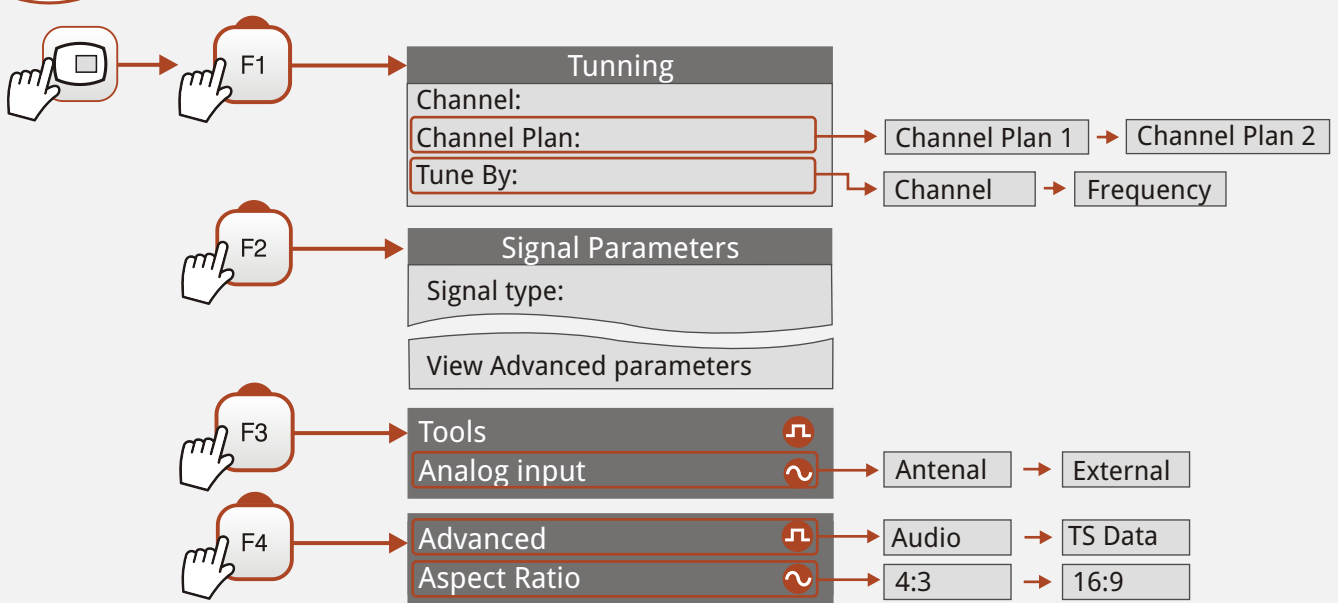 F1
Tunning
Channel:
Channel Plan:
Channel Plan 1
Channel Plan 2
Tune By:
Channel
Frequency
F2
Signal Parameters
Signal type:
View Advanced parameters
F3
Tools
Analog input
Antenal
External
F4
Advanced
Audio
TS Data
Aspect Ratio
4:3
16:9